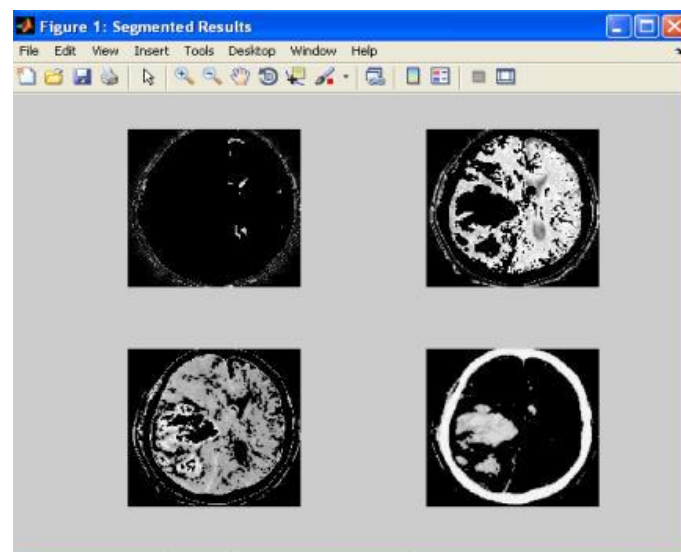 Figure 1: Segmented Results
File Edit View Insert Tools Desktop Window Help